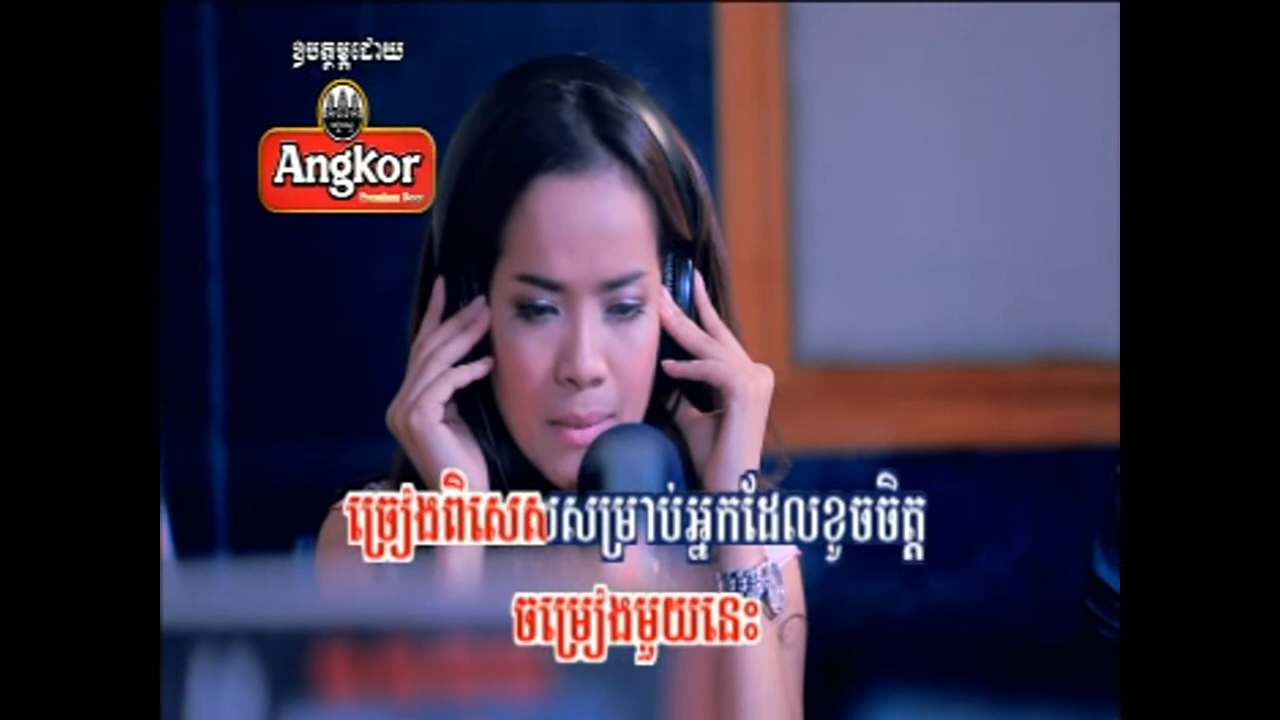 ឧបត្ថម្ភដោយ
Angkor
Premium Beer
ច្រៀងពិសេសសម្រាប់អ្នកដែលខូចចិត្ត
ចម្រៀងមួយនេះ